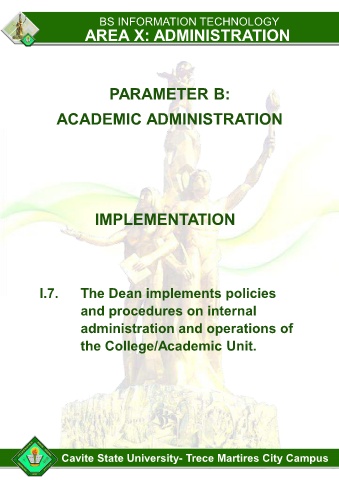 BS INFORMATION TECHNOLOGY
AREA X: ADMINISTRATION
PARAMETER B:
ACADEMIC ADMINISTRATION
IMPLEMENTATION
I.7. The Dean implements policies
and procedures on internal
administration and operations of
the College/Academic Unit.
Cavite State University- Trece Martires City Campus